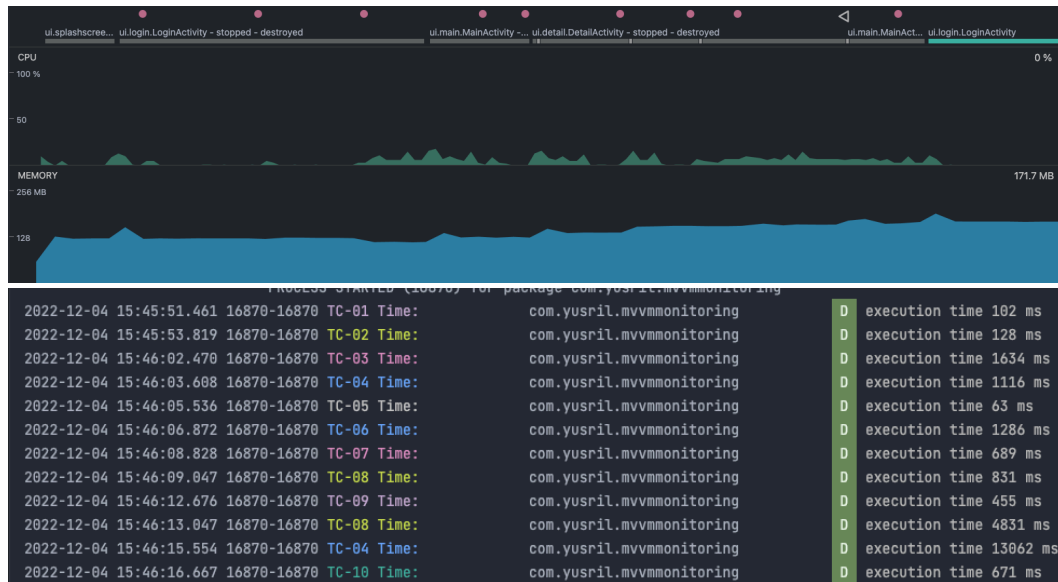 ui.splashscree... ui.login.LoginActivity - stopped - destroyed ui.main.MainActivity -... ui.detail.DetailActivity - stopped - destroyed ui.main.MainAct... ui.login.LoginActivity
CPU 0 %
100 %
50
MEMORY 171.7 MB
256 MB
128
PROCESS STARTED (16870) for package com.yusril.mvvmmonitoring
2022-12-04 15:45:51.461 16870-16870 TC-01 Time: com.yusril.mvvmmonitoring D execution time 102 ms
2022-12-04 15:45:53.819 16870-16870 TC-02 Time: com.yusril.mvvmmonitoring D execution time 128 ms
2022-12-04 15:46:02.470 16870-16870 TC-03 Time: com.yusril.mvvmmonitoring D execution time 1634 ms
2022-12-04 15:46:03.608 16870-16870 TC-04 Time: com.yusril.mvvmmonitoring D execution time 1116 ms
2022-12-04 15:46:05.536 16870-16870 TC-05 Time: com.yusril.mvvmmonitoring D execution time 63 ms
2022-12-04 15:46:06.872 16870-16870 TC-06 Time: com.yusril.mvvmmonitoring D execution time 1286 ms
2022-12-04 15:46:08.828 16870-16870 TC-07 Time: com.yusril.mvvmmonitoring D execution time 689 ms
2022-12-04 15:46:09.047 16870-16870 TC-08 Time: com.yusril.mvvmmonitoring D execution time 831 ms
2022-12-04 15:46:12.676 16870-16870 TC-09 Time: com.yusril.mvvmmonitoring D execution time 455 ms
2022-12-04 15:46:13.047 16870-16870 TC-08 Time: com.yusril.mvvmmonitoring D execution time 4831 ms
2022-12-04 15:46:15.554 16870-16870 TC-04 Time: com.yusril.mvvmmonitoring D execution time 13062 ms
2022-12-04 15:46:16.667 16870-16870 TC-10 Time: com.yusril.mvvmmonitoring D execution time 671 ms